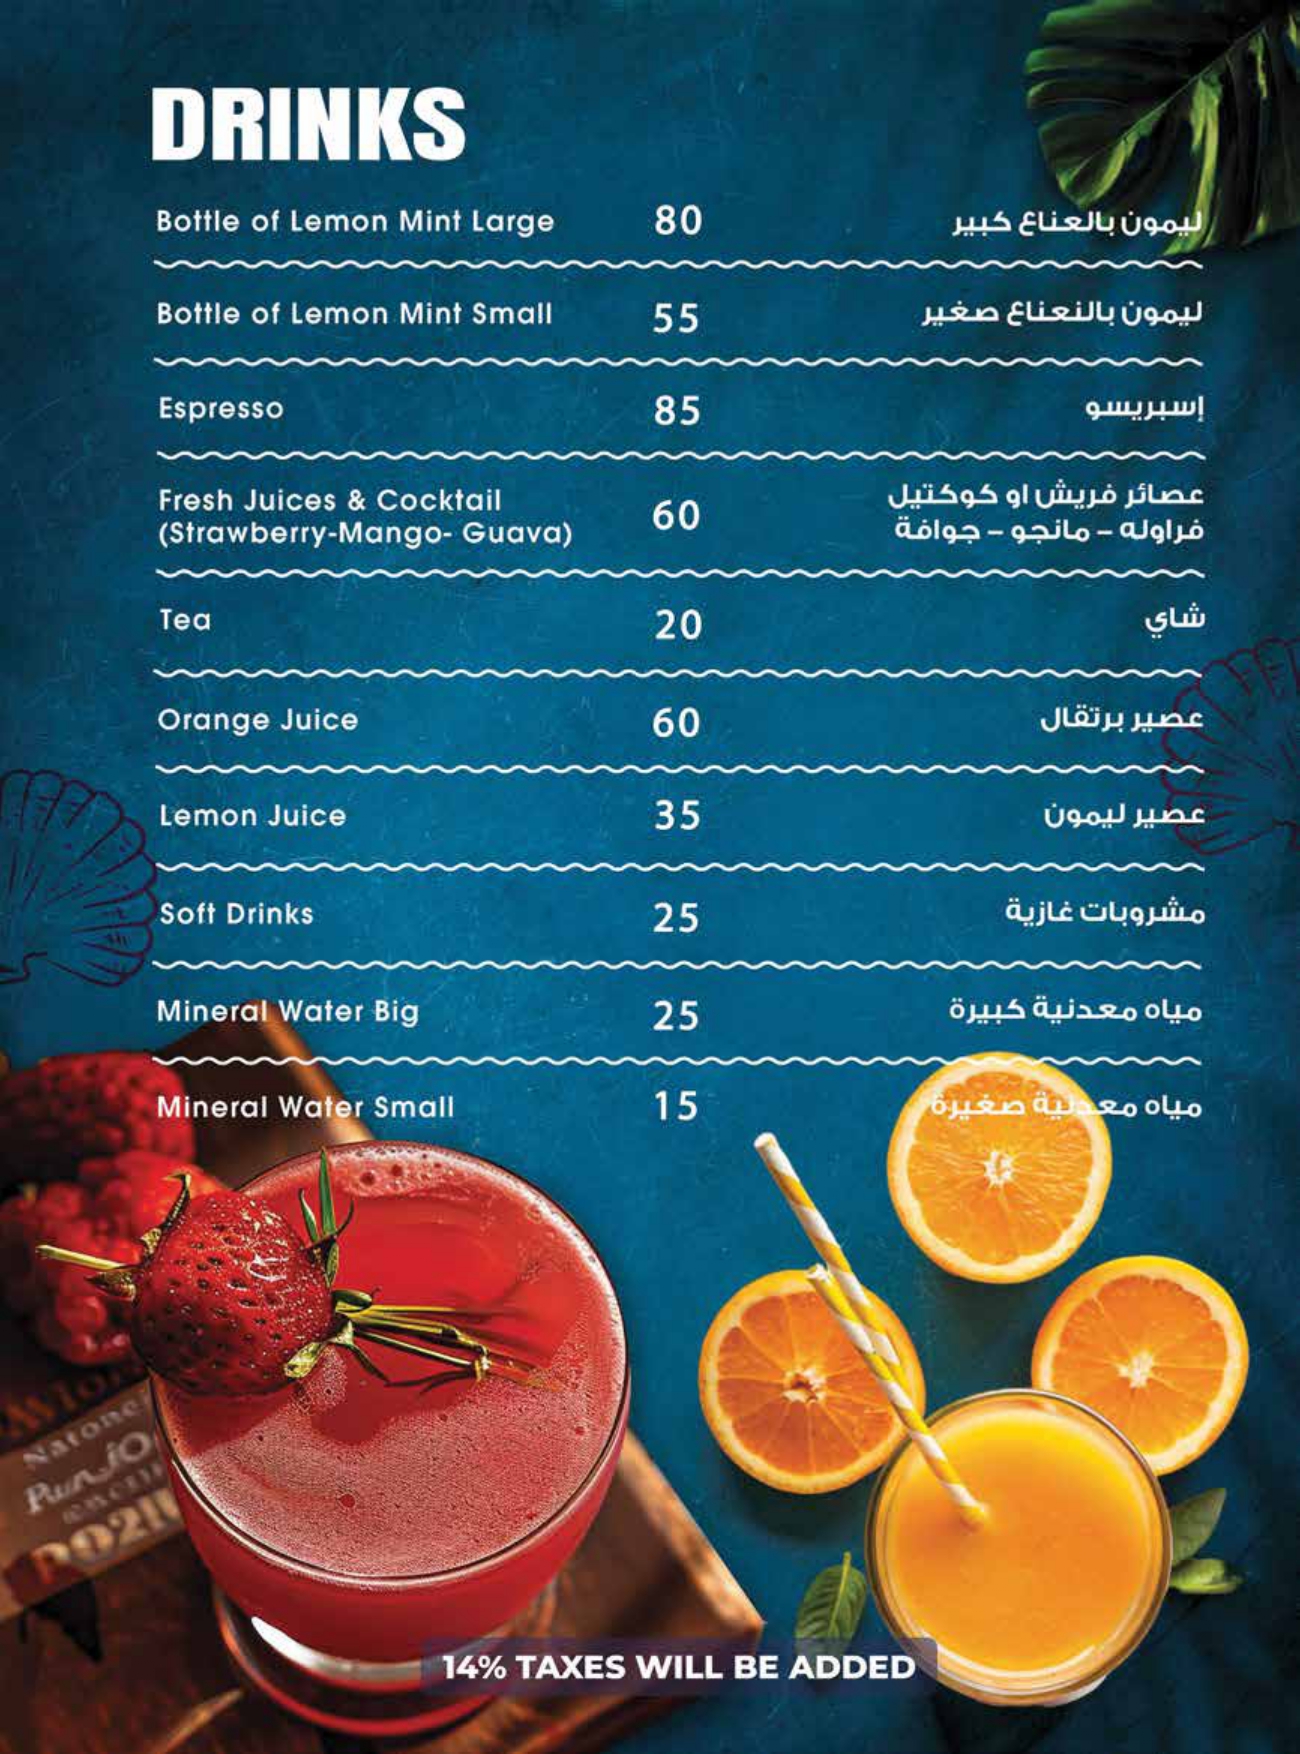 DRINKS
Bottle of Lemon Mint Large 80 ليمون بالعناع كبير
Bottle of Lemon Mint Small 55 ليمون بالنعناع صغير
Espresso 85 إسبريسو
Fresh Juices & Cocktail عصائر فريش او كوكتيل
60
(Strawberry-Mango- Guava) فراوله - مانجو - جوافة
Tea 20 شاي
Orange Juice 60 عصير برتقال
Lemon Juice 35 عصير ليمون
Soft Drinks 25 مشروبات غازية
Mineral Water Big 25 مياه معدنية كبيرة
Mineral Water Small 15 مياه معدنية صغيرة
14% TAXES WILL BE ADDED